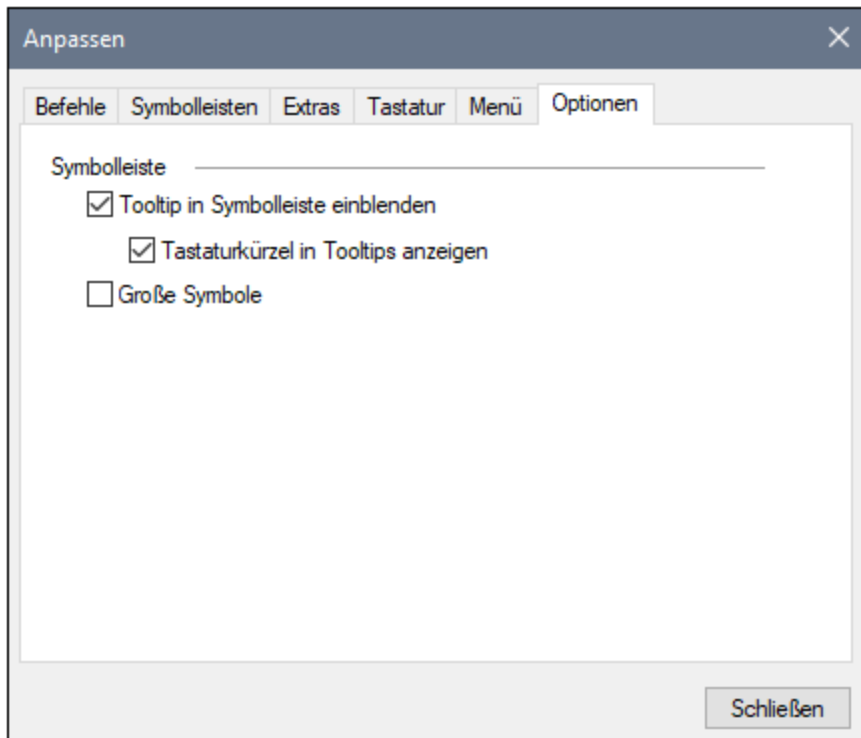 Anpassen
Befehle Symbolleisten Extras Tastatur Menü Optionen
Symbolleiste
Tooltip in Symbolleiste einblenden
Tastaturkürzel in Tooltips anzeigen
Große Symbole
Schließen